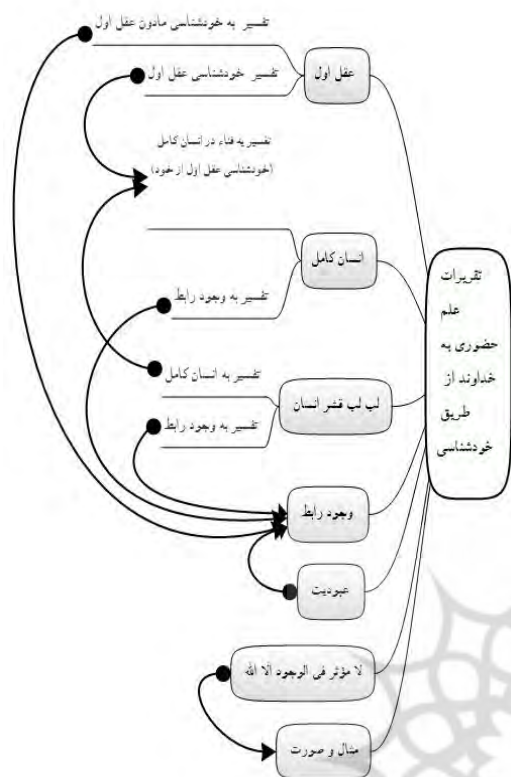 تقریرات
علم
حضوری به
خداوند از
طریق
خودشناسی
عقل اول
تفسیر به خودشناسی مادون عقل اول
تفسیر خودشناسی عقل اول
انسان کامل
تفسیر به فناء در انسان کامل
(خودشناسی عقل اول از خود)
تفسیر به وجود رابط
لب لب قشر انسان
تفسیر به انسان کامل
تفسیر به وجود رابط
وجود رابط
عبودیت
لا مؤثر فی الوجود الّا الله
مثال و صورت